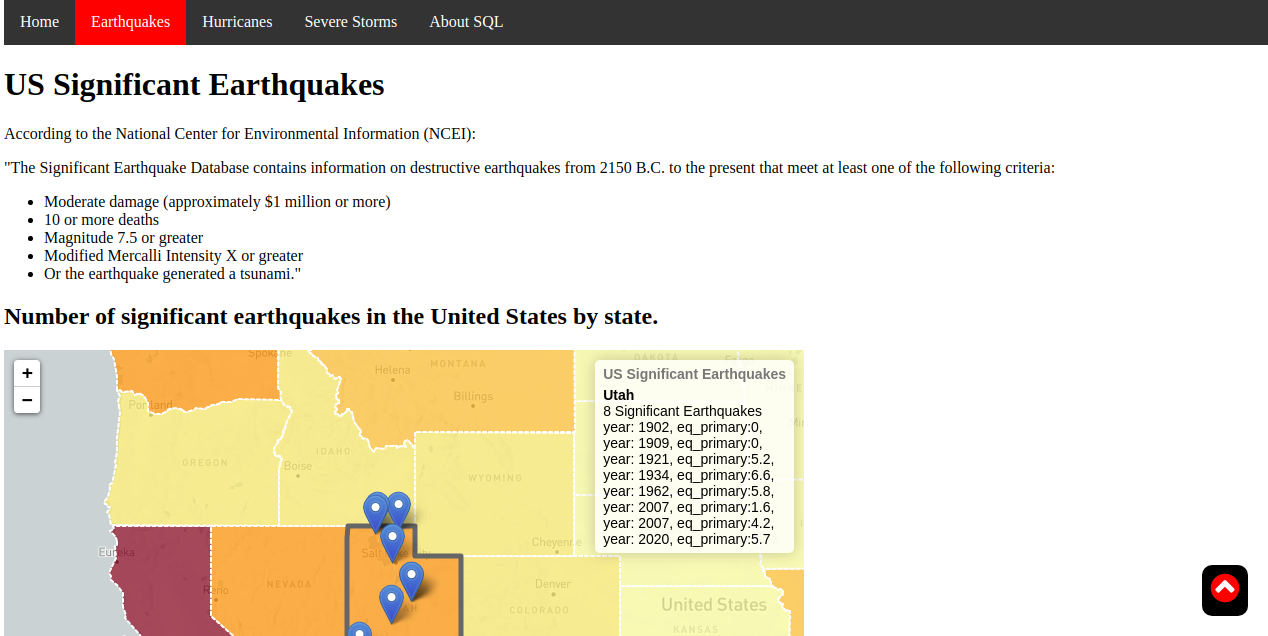 Home Earthquakes Hurricanes Severe Storms About SQL
US Significant Earthquakes
According to the National Center for Environmental Information (NCEI):
"The Significant Earthquake Database contains information on destructive earthquakes from 2150 B.C. to the present that meet at least one of the following criteria:
Moderate damage (approximately $1 million or more)
10 or more deaths
Magnitude 7.5 or greater
Modified Mercalli Intensity X or greater
Or the earthquake generated a tsunami."
Number of significant earthquakes in the United States by state.
+
−
US Significant Earthquakes
Utah
8 Significant Earthquakes
year: 1902, eq_primary:0,
year: 1909, eq_primary:0,
year: 1921, eq_primary:5.2,
year: 1934, eq_primary:6.6,
year: 1962, eq_primary:5.8,
year: 2007, eq_primary:1.6,
year: 2007, eq_primary:4.2,
year: 2020, eq_primary:5.7
Spokane
MONTANA
DAKOTA
Helena
Billings
Portland
OREGON
IDAHO
Boise
WYOMING
Eureka
Salt Lake City
Cheyenne
Reno
NEVADA
Denver
COLORADO
United States
KANSAS